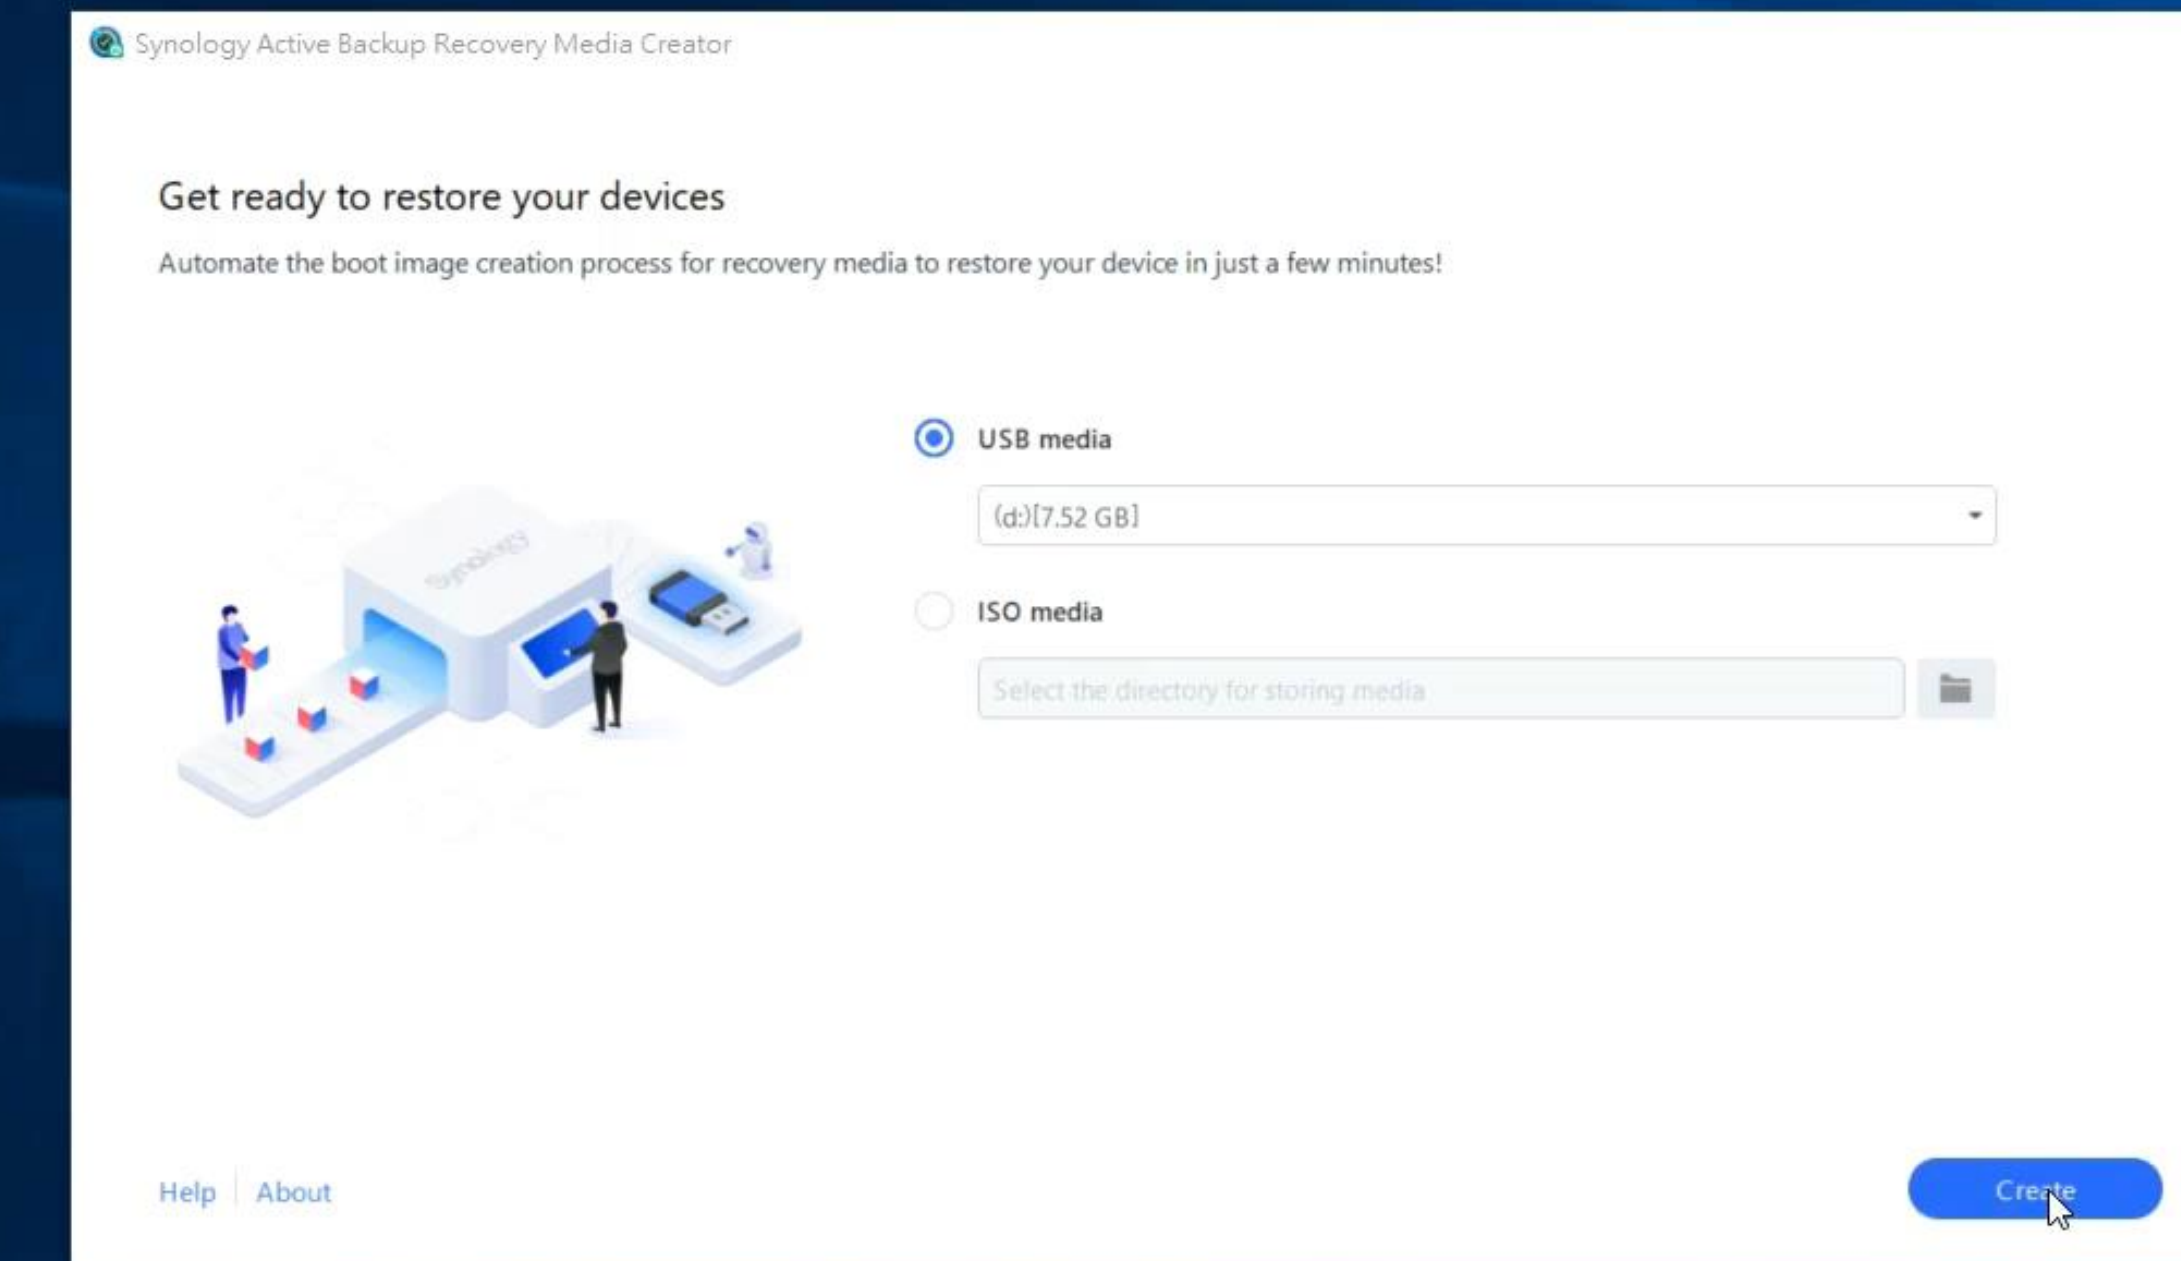 Synology Active Backup Recovery Media Creator
Get ready to restore your devices
Automate the boot image creation process for recovery media to restore your device in just a few minutes!
USB media
(d:)[7.52 GB]
Synology
ISO media
Select the directory for storing media
Help
About
Create